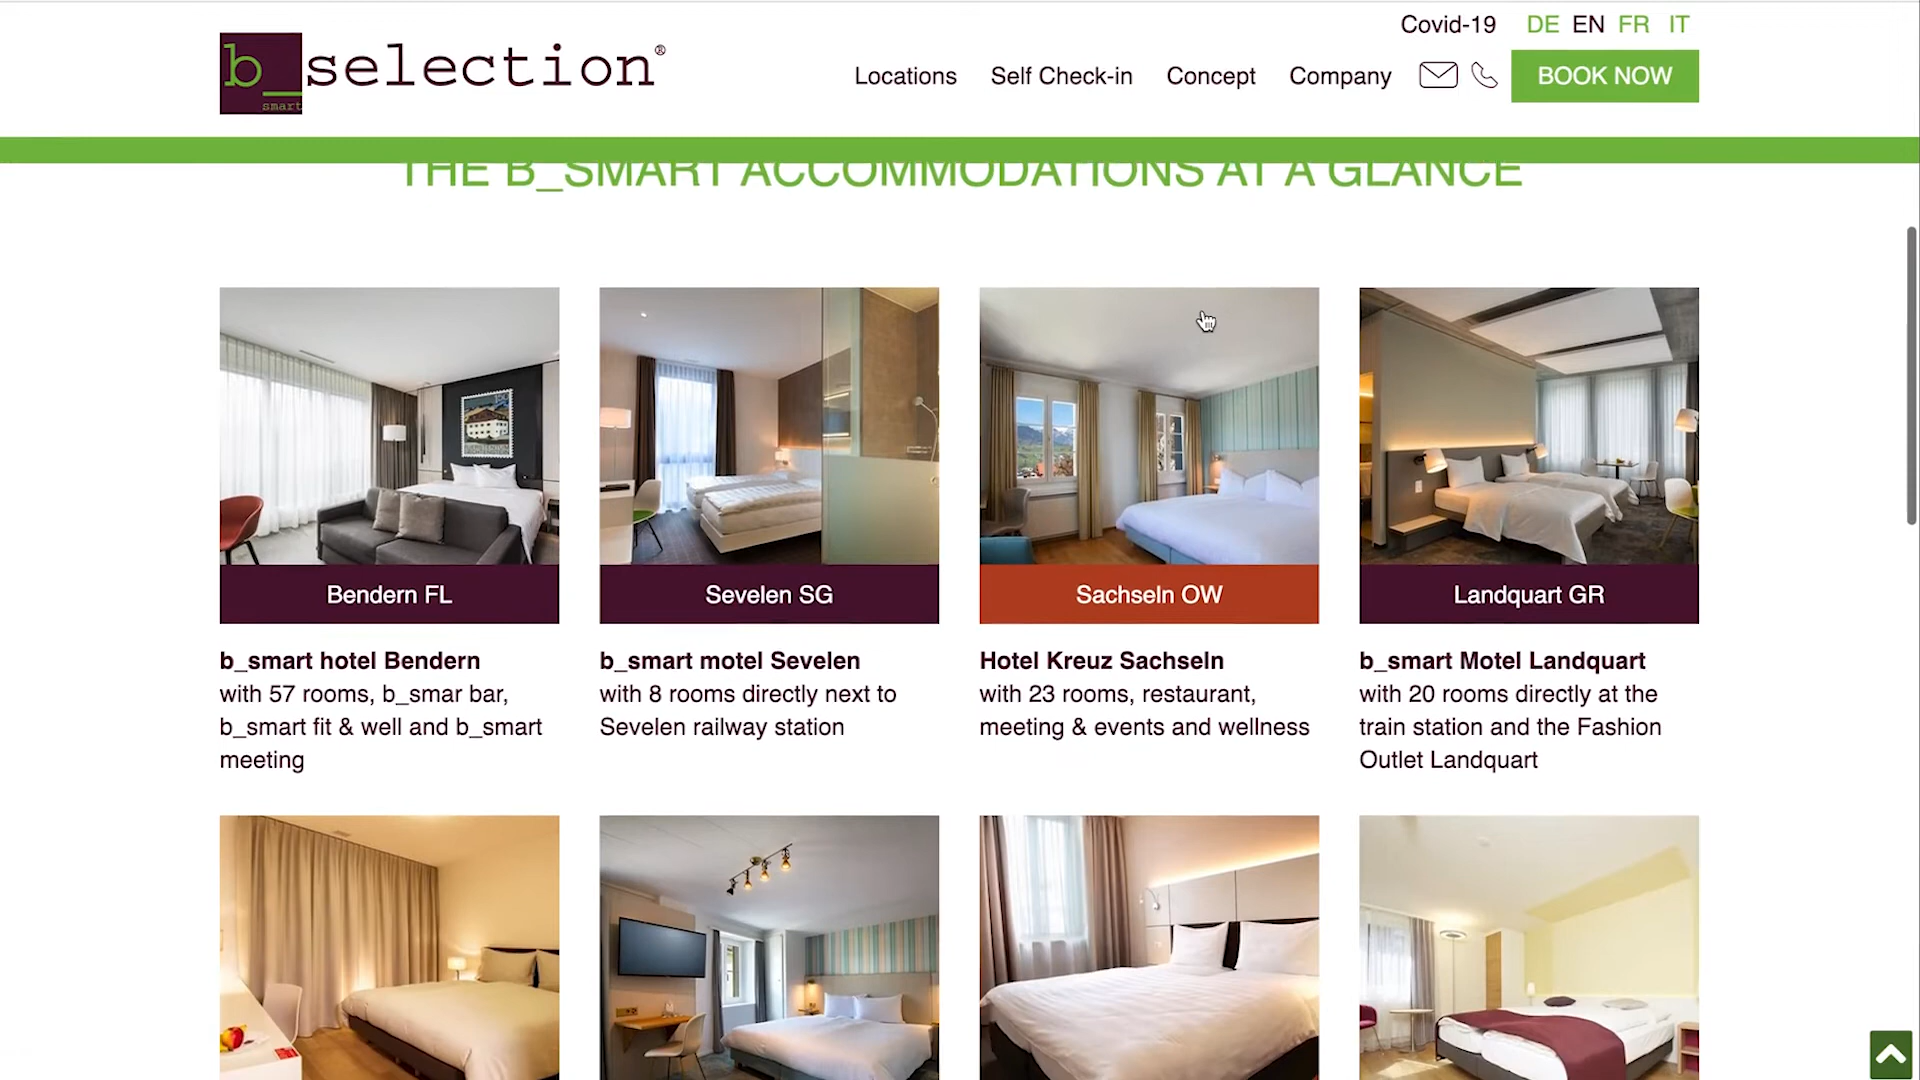 Covid-19 DE EN FR IT
b_selection®
smart
Locations Self Check-in Concept Company BOOK NOW
THE B_SMART ACCOMMODATIONS AT A GLANCE
Bendern FL
b_smart hotel Bendern
with 57 rooms, b_smar bar,
b_smart fit & well and b_smart
meeting
Sevelen SG
b_smart motel Sevelen
with 8 rooms directly next to
Sevelen railway station
Sachseln OW
Hotel Kreuz Sachseln
with 23 rooms, restaurant,
meeting & events and wellness
Landquart GR
b_smart Motel Landquart
with 20 rooms directly at the
train station and the Fashion
Outlet Landquart